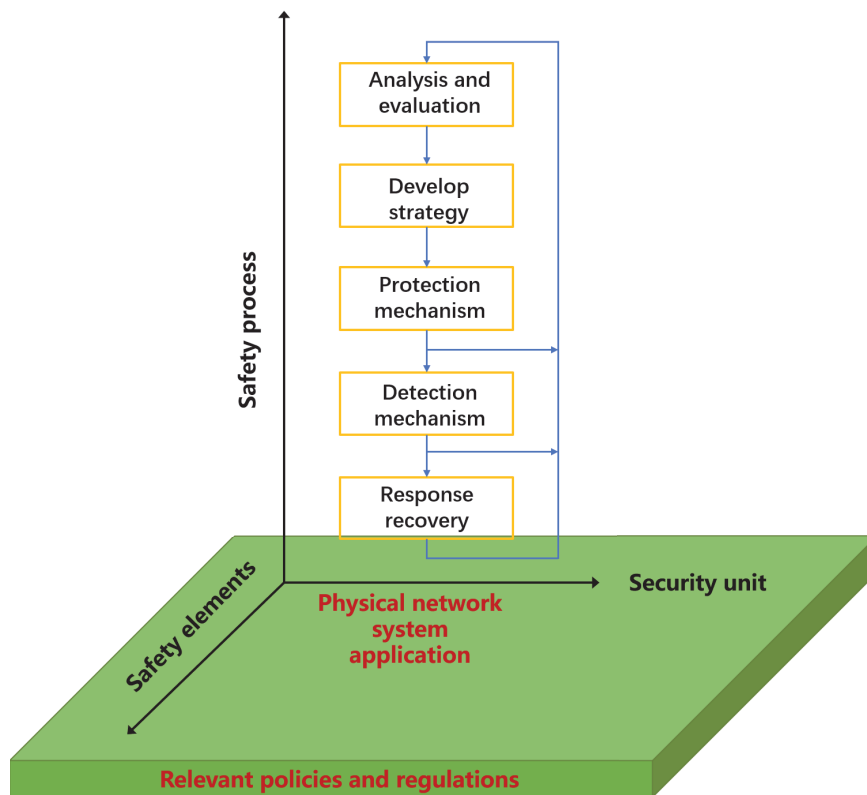 Analysis and
evaluation
Develop
strategy
Protection
mechanism
Detection
mechanism
Response
recovery
Safety process
Safety elements
Security unit
Physical network
system
application
Relevant policies and regulations